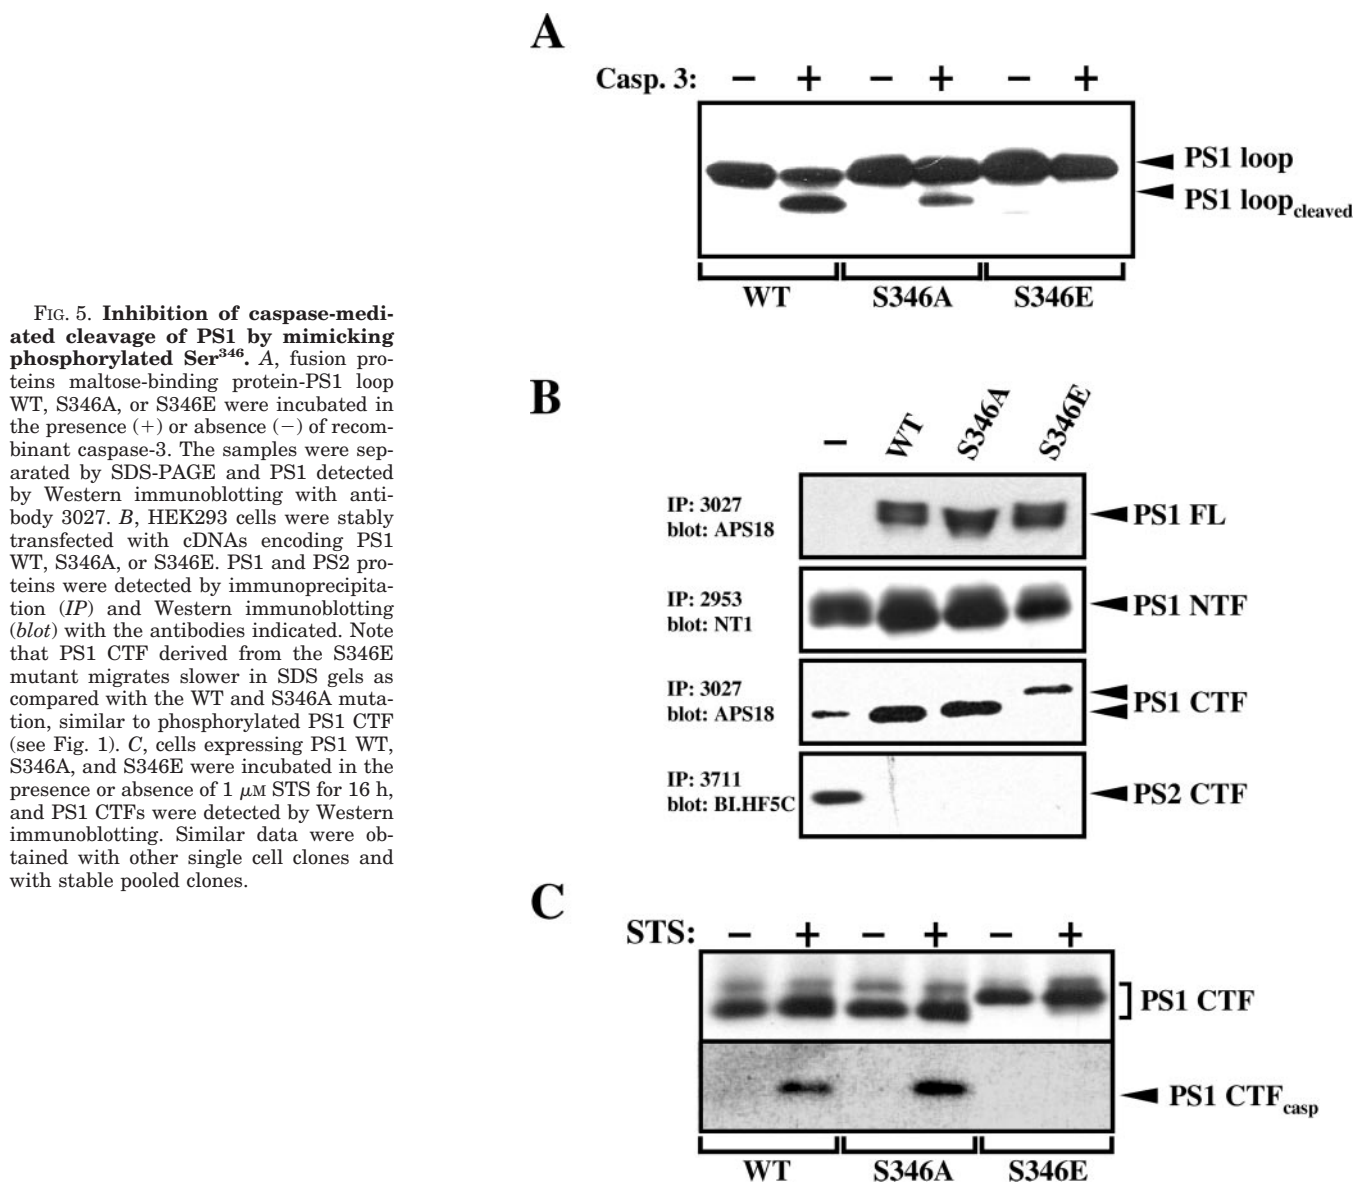 FIG. 5. Inhibition of caspase-medi-
ated cleavage of PS1 by mimicking
phosphorylated Ser³⁴⁶. A, fusion pro-
teins maltose-binding protein-PS1 loop
WT, S346A, or S346E were incubated in
the presence (+) or absence (−) of recom-
binant caspase-3. The samples were sep-
arated by SDS-PAGE and PS1 detected
by Western immunoblotting with anti-
body 3027. B, HEK293 cells were stably
transfected with cDNAs encoding PS1
WT, S346A, or S346E. PS1 and PS2 pro-
teins were detected by immunoprecipita-
tion (IP) and Western immunoblotting
(blot) with the antibodies indicated. Note
that PS1 CTF derived from the S346E
mutant migrates slower in SDS gels as
compared with the WT and S346A muta-
tion, similar to phosphorylated PS1 CTF
(see Fig. 1). C, cells expressing PS1 WT,
S346A, and S346E were incubated in the
presence or absence of 1 μM STS for 16 h,
and PS1 CTFs were detected by Western
immunoblotting. Similar data were ob-
tained with other single cell clones and
with stable pooled clones.
A
Casp. 3: − + − + − +
PS1 loop
PS1 loop cleaved
WT S346A S346E
B
− WT S346A S346E
IP: 3027
blot: APS18
PS1 FL
IP: 2953
blot: NT1
PS1 NTF
IP: 3027
blot: APS18
PS1 CTF
IP: 3711
blot: BI.HF5C
PS2 CTF
C
STS: − + − + − +
PS1 CTF
PS1 CTF casp
WT S346A S346E